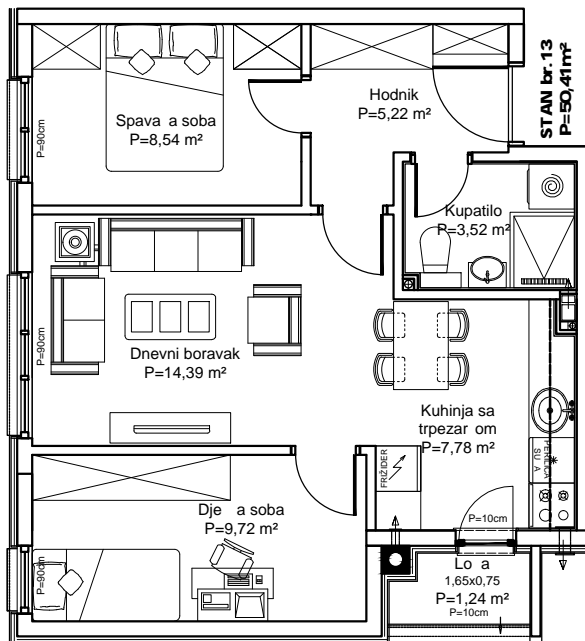 STAN br. 13
P=50,41m²
Hodnik
P=5,22 m²
Spava a soba
P=8,54 m²
P=90cm
Kupatilo
P=3,52 m²
Dnevni boravak
P=14,39 m²
P=90cm
Kuhinja sa
trpezar om
P=7,78 m²
FRIŽIDER
PERILICA
SU A
Dje a soba
P=9,72 m²
P=90cm
P=10cm
Lo a
1,65x0,75
P=1,24 m²
P=10cm